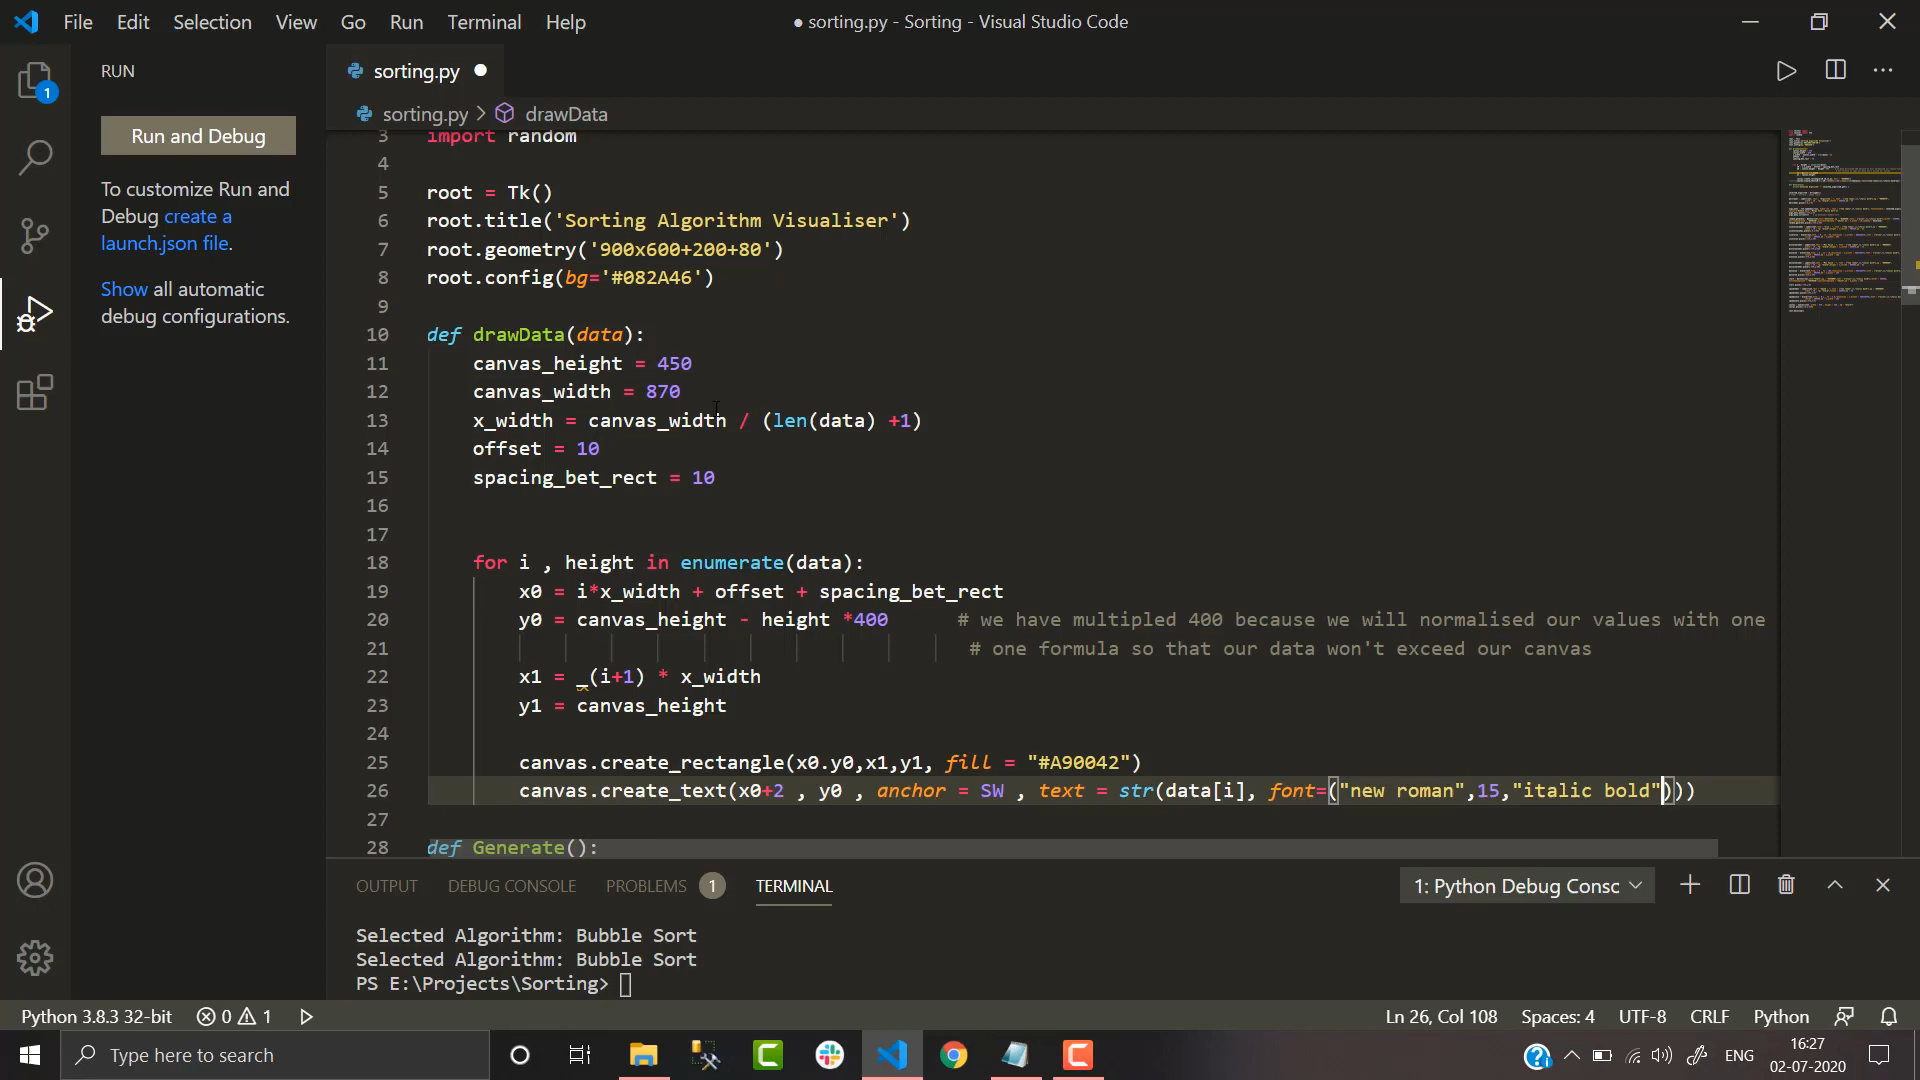 File Edit Selection View Go Run Terminal Help
● sorting.py - Sorting - Visual Studio Code
RUN
sorting.py ●
Run and Debug
sorting.py > drawData
1
To customize Run and
Debug create a
launch.json file.
Show all automatic
debug configurations.
3 import random
4
5 root = Tk()
6 root.title('Sorting Algorithm Visualiser')
7 root.geometry('900x600+200+80')
8 root.config(bg='#082A46')
9
10 def drawData(data):
11 canvas_height = 450
12 canvas_width = 870
13 x_width = canvas_width / (len(data) +1)
14 offset = 10
15 spacing_bet_rect = 10
16
17
18 for i , height in enumerate(data):
19 x0 = i*x_width + offset + spacing_bet_rect
20 y0 = canvas_height - height *400 # we have multipled 400 because we will normalised our values with one
21 # one formula so that our data won't exceed our canvas
22 x1 = _(i+1) * x_width
23 y1 = canvas_height
24
25 canvas.create_rectangle(x0.y0,x1,y1, fill = "#A90042")
26 canvas.create_text(x0+2 , y0 , anchor = SW , text = str(data[i], font=("new roman",15,"italic bold")))
27
28 def Generate():
OUTPUT DEBUG CONSOLE PROBLEMS 1 TERMINAL
1: Python Debug Consc
Selected Algorithm: Bubble Sort
Selected Algorithm: Bubble Sort
PS E:\Projects\Sorting>
Python 3.8.3 32-bit 0 1
Ln 26, Col 108 Spaces: 4 UTF-8 CRLF Python
Type here to search
ENG
16:27
02-07-2020